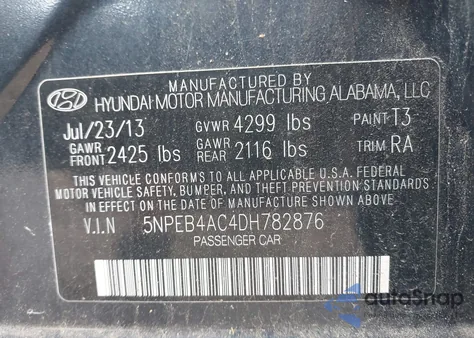 MANUFACTURED BY
HYUNDAI MOTOR MANUFACTURING ALABAMA, LLC
Jul/23/13 GVWR 4299 lbs PAINT T3
GAWR FRONT 2425 lbs GAWR REAR 2116 lbs TRIM RA
THIS VEHICLE CONFORMS TO ALL APPLICABLE U.S.A. FEDERAL
MOTOR VEHICLE SAFETY, BUMPER, AND THEFT PREVENTION STANDARDS
IN EFFECT ON THE DATE OF MANUFACTURE SHOWN ABOVE.
V.I.N 5NPEB4AC4DH782876
PASSENGER CAR
autoSnap